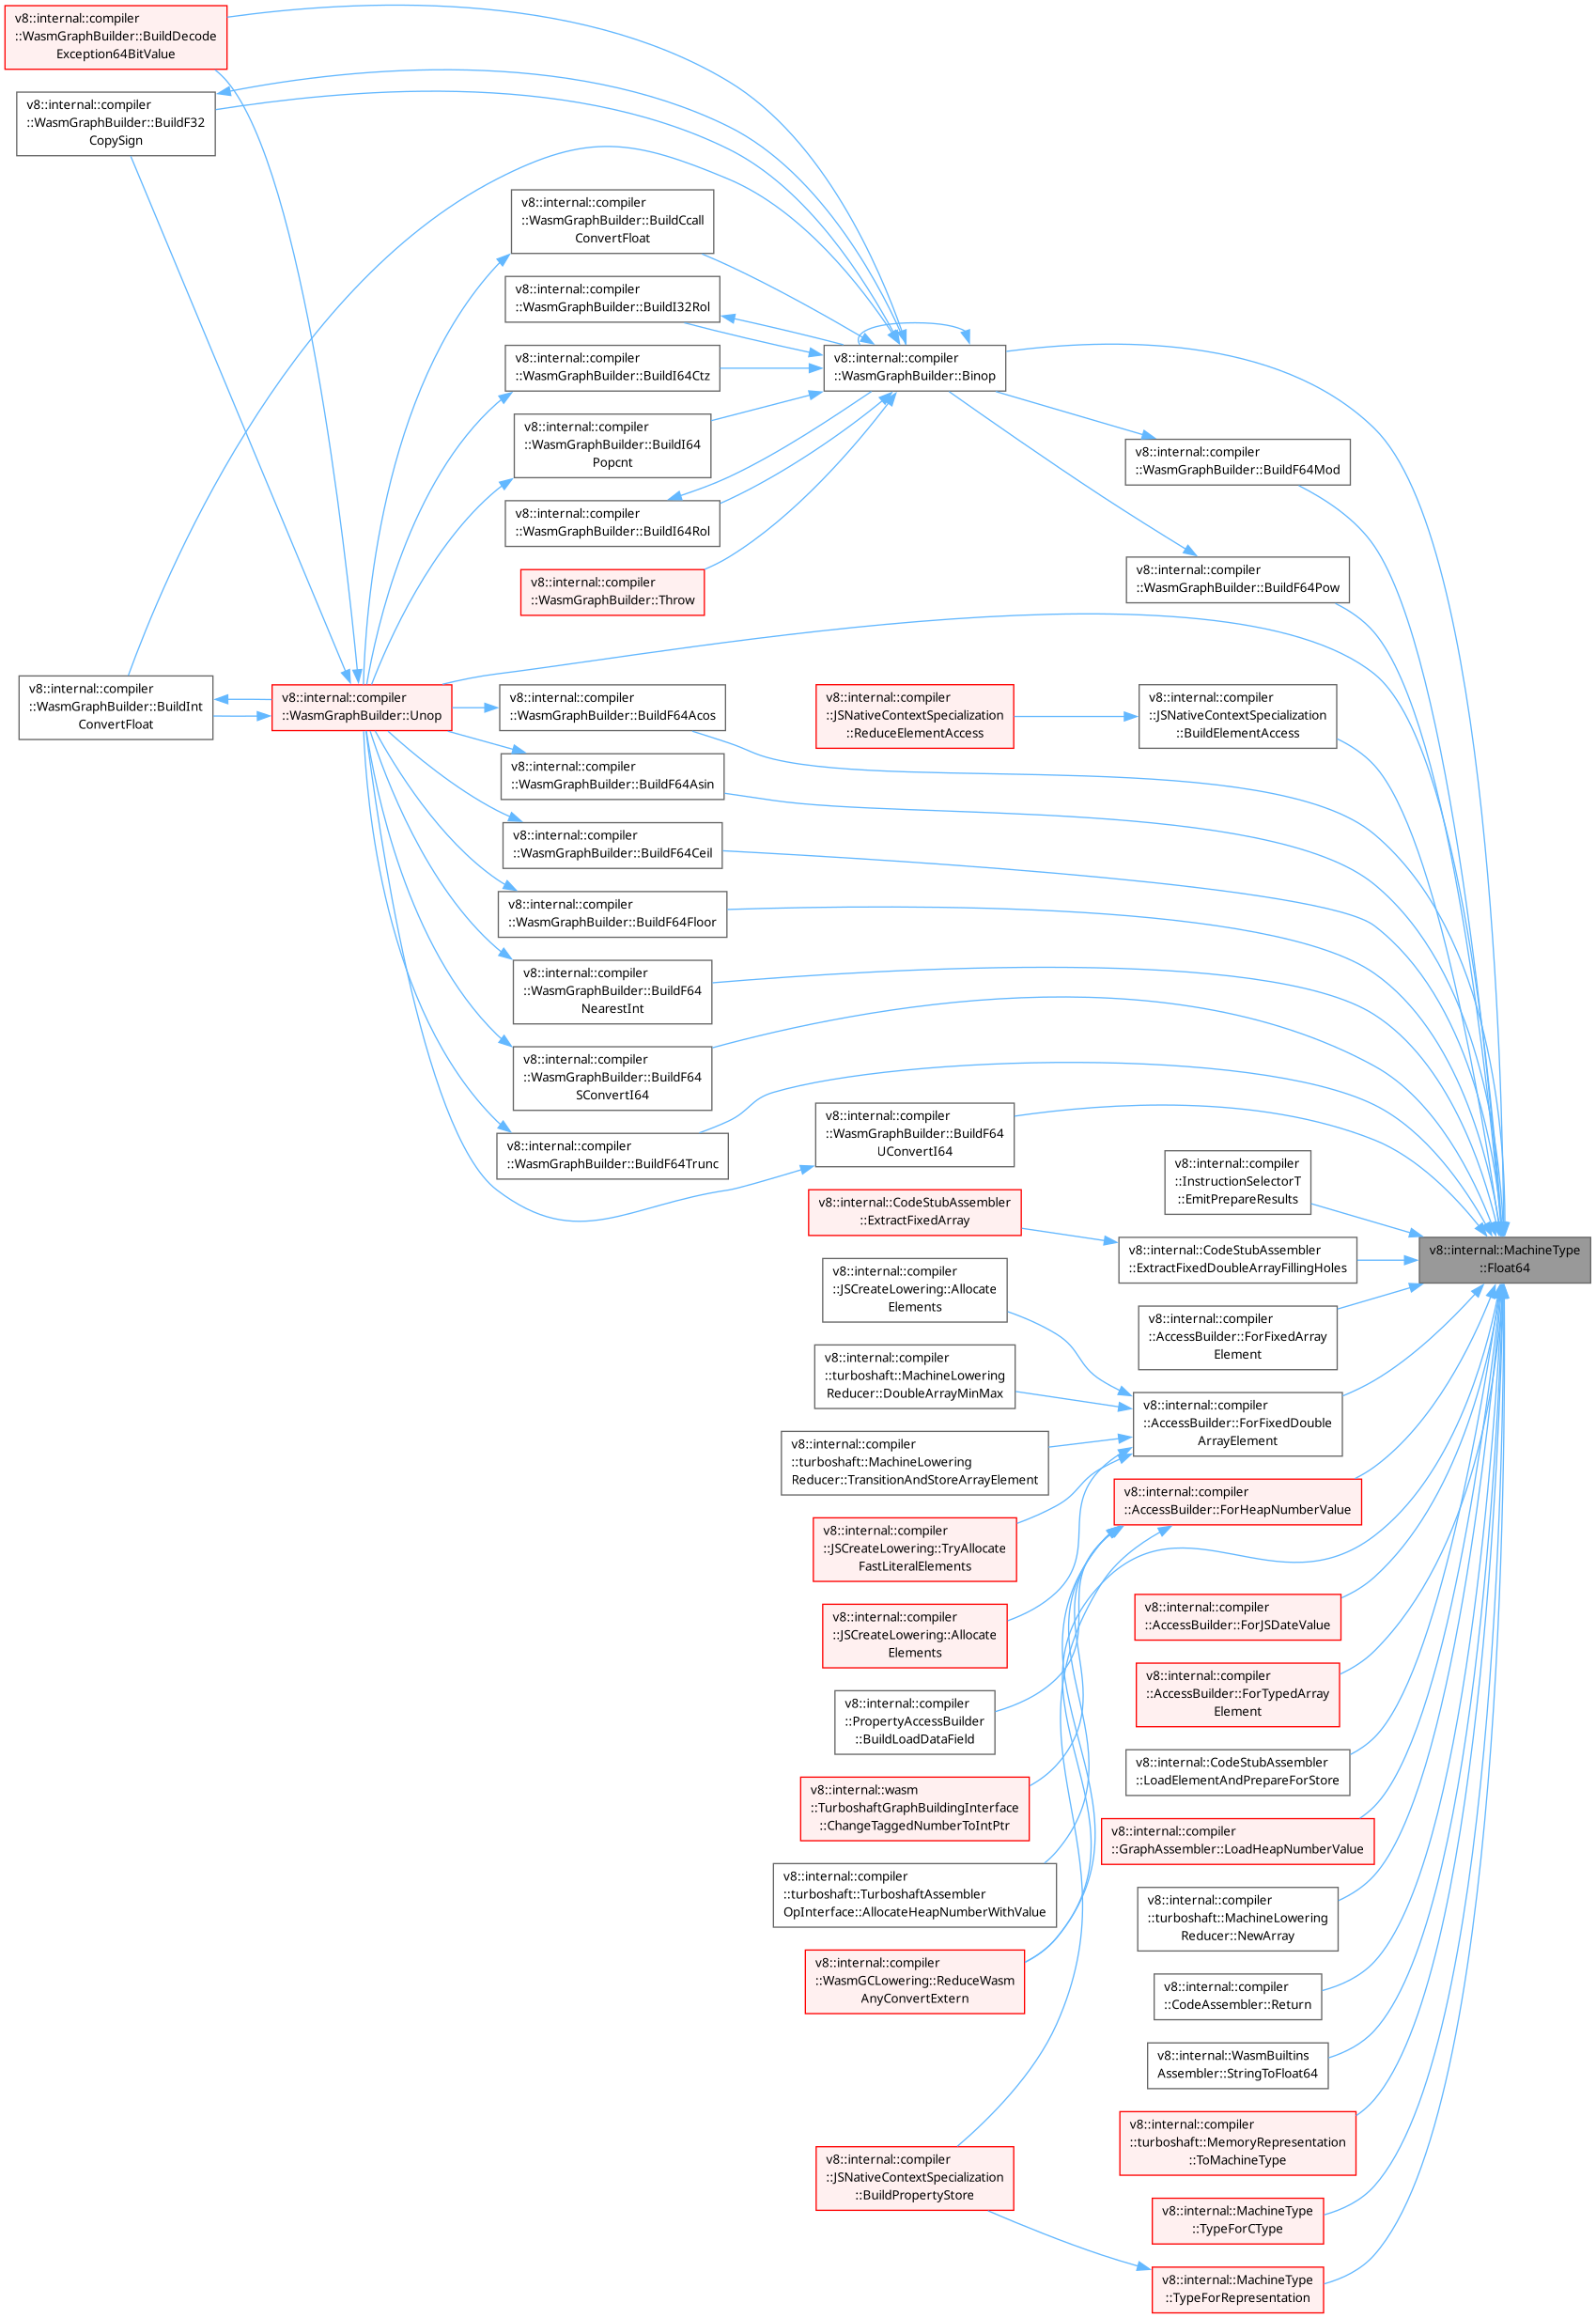 v8::internal::compiler
::WasmGraphBuilder::BuildDecode
Exception64BitValue
v8::internal::compiler
::WasmGraphBuilder::BuildF32
CopySign
v8::internal::compiler
::WasmGraphBuilder::BuildCcall
ConvertFloat
v8::internal::compiler
::WasmGraphBuilder::BuildI32Rol
v8::internal::compiler
::WasmGraphBuilder::BuildI64Ctz
v8::internal::compiler
::WasmGraphBuilder::Binop
v8::internal::compiler
::WasmGraphBuilder::BuildI64
Popcnt
v8::internal::compiler
::WasmGraphBuilder::BuildF64Mod
v8::internal::compiler
::WasmGraphBuilder::BuildI64Rol
v8::internal::compiler
::WasmGraphBuilder::Throw
v8::internal::compiler
::WasmGraphBuilder::BuildF64Pow
v8::internal::compiler
::WasmGraphBuilder::BuildInt
ConvertFloat
v8::internal::compiler
::WasmGraphBuilder::Unop
v8::internal::compiler
::WasmGraphBuilder::BuildF64Acos
v8::internal::compiler
::JSNativeContextSpecialization
::ReduceElementAccess
v8::internal::compiler
::JSNativeContextSpecialization
::BuildElementAccess
v8::internal::compiler
::WasmGraphBuilder::BuildF64Asin
v8::internal::compiler
::WasmGraphBuilder::BuildF64Ceil
v8::internal::compiler
::WasmGraphBuilder::BuildF64Floor
v8::internal::compiler
::WasmGraphBuilder::BuildF64
NearestInt
v8::internal::compiler
::WasmGraphBuilder::BuildF64
SConvertI64
v8::internal::compiler
::WasmGraphBuilder::BuildF64Trunc
v8::internal::compiler
::WasmGraphBuilder::BuildF64
UConvertI64
v8::internal::compiler
::InstructionSelectorT
::EmitPrepareResults
v8::internal::CodeStubAssembler
::ExtractFixedArray
v8::internal::CodeStubAssembler
::ExtractFixedDoubleArrayFillingHoles
v8::internal::MachineType
::Float64
v8::internal::compiler
::JSCreateLowering::Allocate
Elements
v8::internal::compiler
::AccessBuilder::ForFixedArray
Element
v8::internal::compiler
::turboshaft::MachineLowering
Reducer::DoubleArrayMinMax
v8::internal::compiler
::AccessBuilder::ForFixedDouble
ArrayElement
v8::internal::compiler
::turboshaft::MachineLowering
Reducer::TransitionAndStoreArrayElement
v8::internal::compiler
::AccessBuilder::ForHeapNumberValue
v8::internal::compiler
::JSCreateLowering::TryAllocate
FastLiteralElements
v8::internal::compiler
::JSCreateLowering::Allocate
Elements
v8::internal::compiler
::AccessBuilder::ForJSDateValue
v8::internal::compiler
::AccessBuilder::ForTypedArray
Element
v8::internal::compiler
::PropertyAccessBuilder
::BuildLoadDataField
v8::internal::CodeStubAssembler
::LoadElementAndPrepareForStore
v8::internal::wasm
::TurboshaftGraphBuildingInterface
::ChangeTaggedNumberToIntPtr
v8::internal::compiler
::GraphAssembler::LoadHeapNumberValue
v8::internal::compiler
::turboshaft::TurboshaftAssembler
OpInterface::AllocateHeapNumberWithValue
v8::internal::compiler
::turboshaft::MachineLowering
Reducer::NewArray
v8::internal::compiler
::WasmGCLowering::ReduceWasm
AnyConvertExtern
v8::internal::compiler
::CodeAssembler::Return
v8::internal::WasmBuiltins
Assembler::StringToFloat64
v8::internal::compiler
::turboshaft::MemoryRepresentation
::ToMachineType
v8::internal::compiler
::JSNativeContextSpecialization
::BuildPropertyStore
v8::internal::MachineType
::TypeForCType
v8::internal::MachineType
::TypeForRepresentation